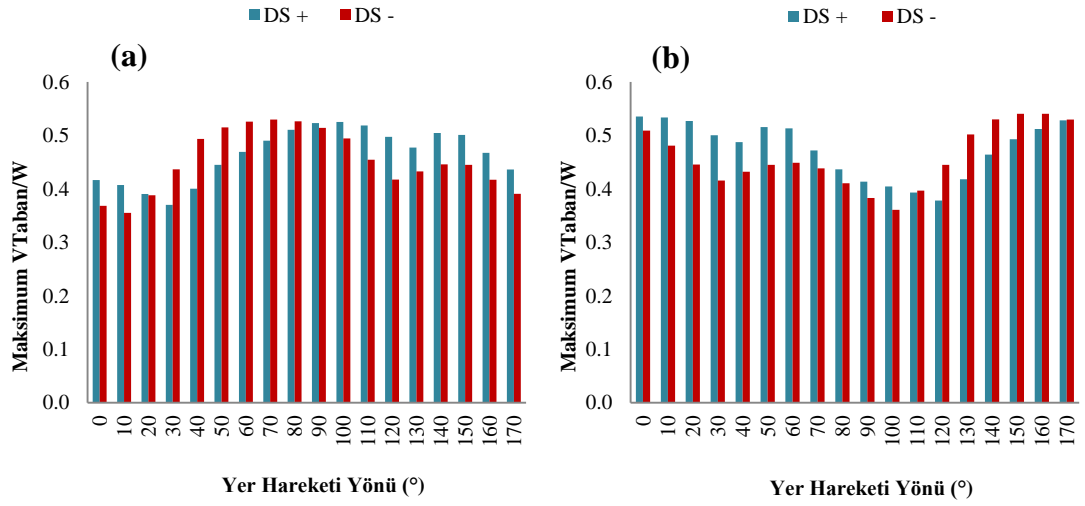 DS + DS -
(a)
Maksimum VTaban/W
0.6
0.5
0.4
0.3
0.2
0.1
0.0
0 10 20 30 40 50 60 70 80 90 100 110 120 130 140 150 160 170
Yer Hareketi Yönü (°)
DS + DS -
(b)
Maksimum VTaban/W
0.6
0.5
0.4
0.3
0.2
0.1
0.0
0 10 20 30 40 50 60 70 80 90 100 110 120 130 140 150 160 170
Yer Hareketi Yönü (°)